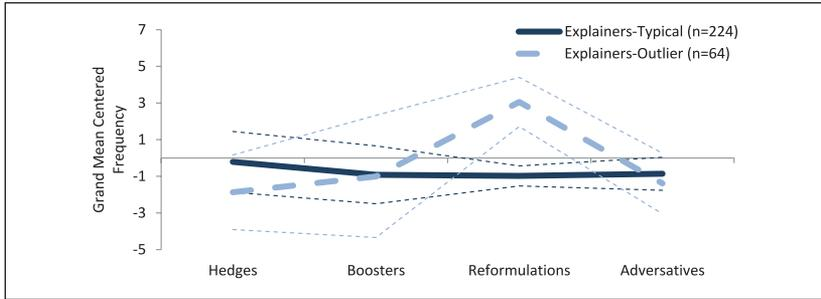 7
5
3
1
-1
-3
-5
Grand Mean Centered
Frequency
Explainers-Typical (n=224)
Explainers-Outlier (n=64)
Hedges Boosters Reformulations Adversatives